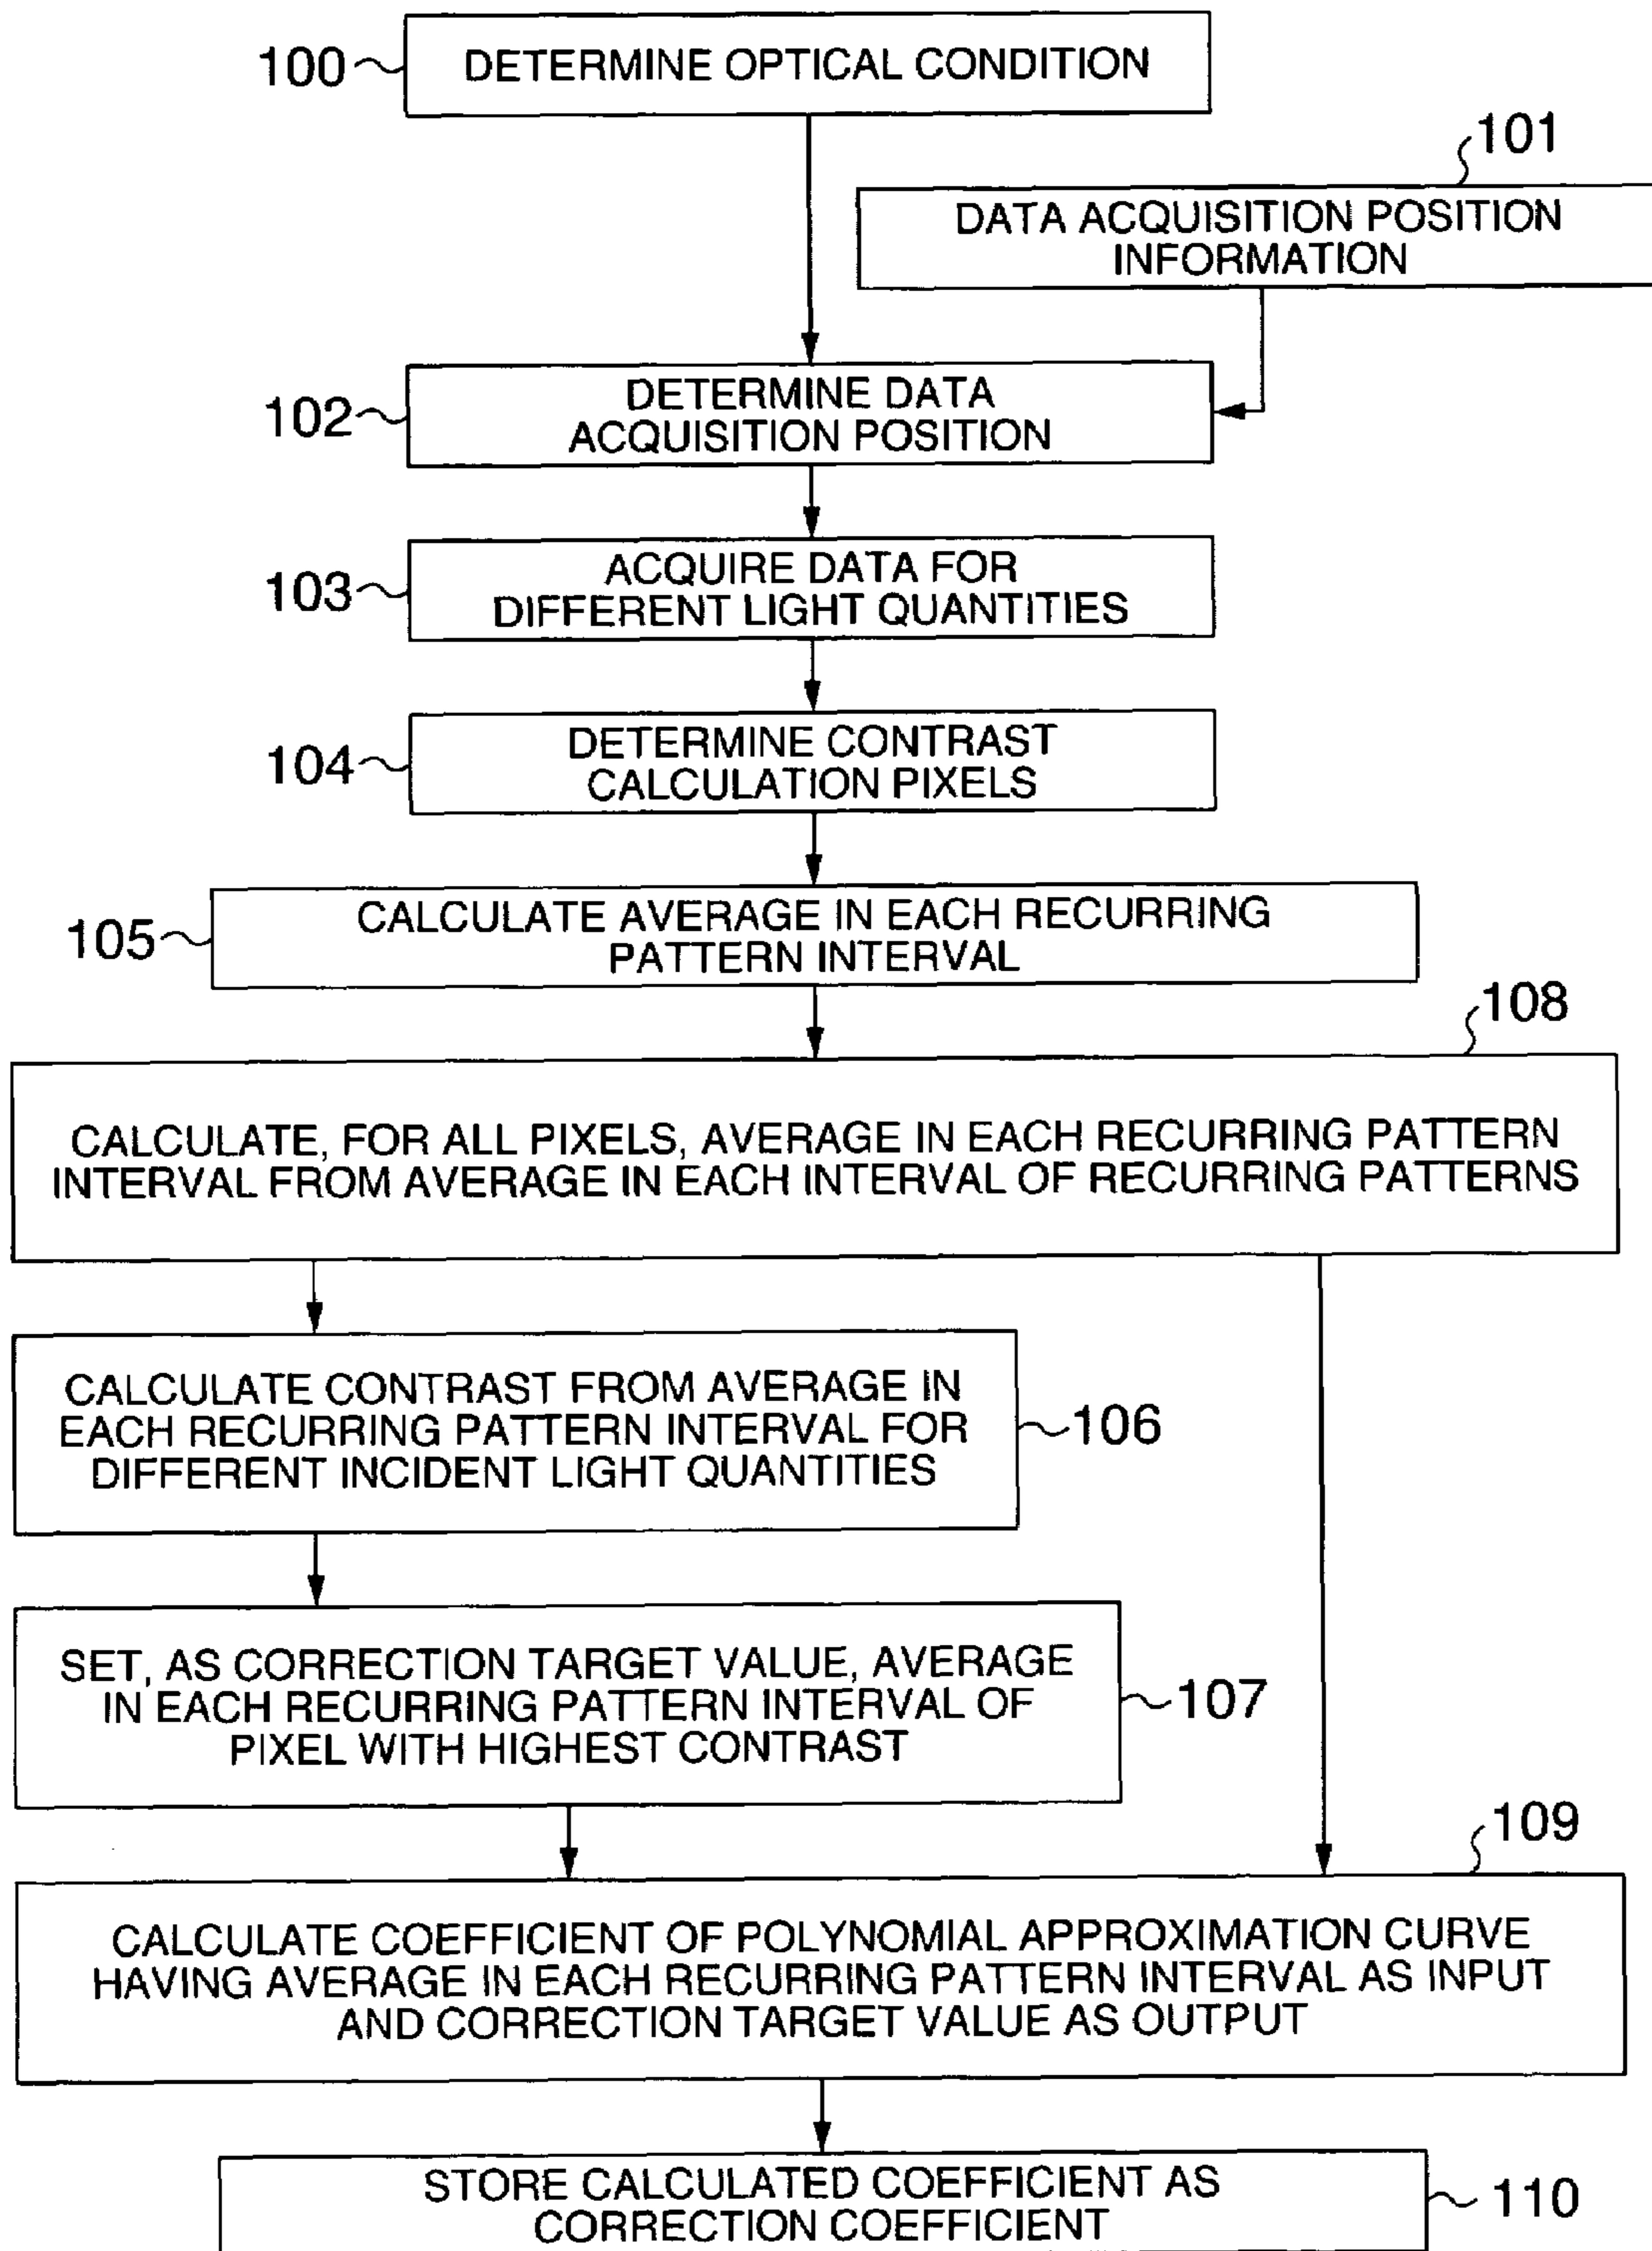 100
DETERMINE OPTICAL CONDITION
101
DATA ACQUISITION POSITION
INFORMATION
102
DETERMINE DATA
ACQUISITION POSITION
103
ACQUIRE DATA FOR
DIFFERENT LIGHT QUANTITIES
104
DETERMINE CONTRAST
CALCULATION PIXELS
105
CALCULATE AVERAGE IN EACH RECURRING
PATTERN INTERVAL
108
CALCULATE, FOR ALL PIXELS, AVERAGE IN EACH RECURRING PATTERN
INTERVAL FROM AVERAGE IN EACH INTERVAL OF RECURRING PATTERNS
CALCULATE CONTRAST FROM AVERAGE IN
EACH RECURRING PATTERN INTERVAL FOR
DIFFERENT INCIDENT LIGHT QUANTITIES
106
SET, AS CORRECTION TARGET VALUE, AVERAGE
IN EACH RECURRING PATTERN INTERVAL OF
PIXEL WITH HIGHEST CONTRAST
107
109
CALCULATE COEFFICIENT OF POLYNOMIAL APPROXIMATION CURVE
HAVING AVERAGE IN EACH RECURRING PATTERN INTERVAL AS INPUT
AND CORRECTION TARGET VALUE AS OUTPUT
STORE CALCULATED COEFFICIENT AS
CORRECTION COEFFICIENT
110